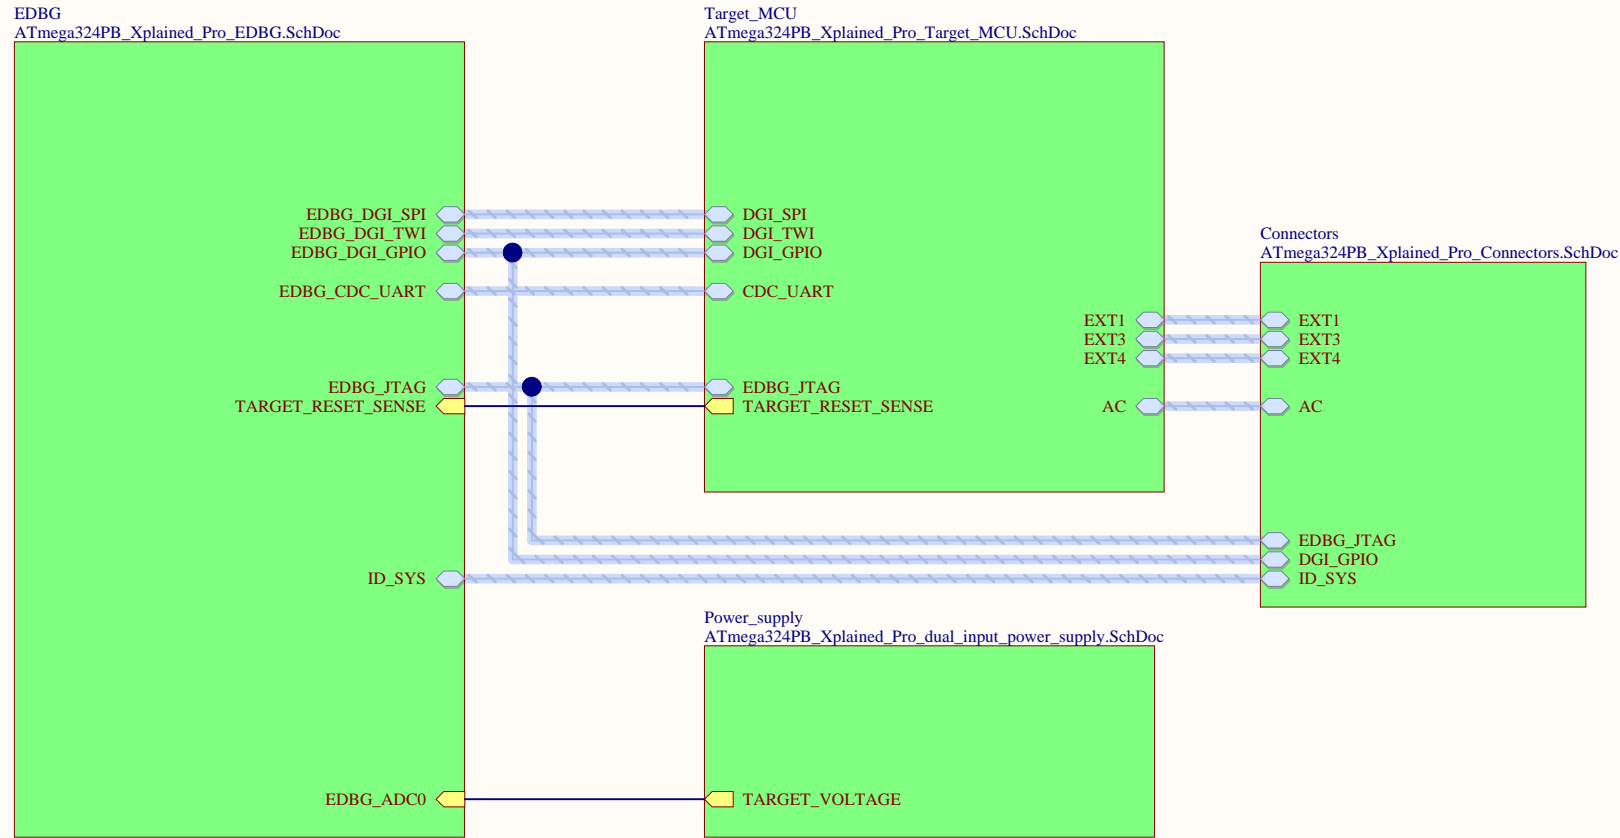 EDBG
ATmega324PB_Xplained_Pro_EDBG.SchDoc
EDBG_DGI_SPI
EDBG_DGI_TWI
EDBG_DGI_GPIO
EDBG_CDC_UART
EDBG_JTAG
TARGET_RESET_SENSE
ID_SYS
EDBG_ADC0
Target_MCU
ATmega324PB_Xplained_Pro_Target_MCU.SchDoc
DGI_SPI
DGI_TWI
DGI_GPIO
CDC_UART
EDBG_JTAG
TARGET_RESET_SENSE
EXT1
EXT3
EXT4
AC
Connectors
ATmega324PB_Xplained_Pro_Connectors.SchDoc
EXT1
EXT3
EXT4
AC
EDBG_JTAG
DGI_GPIO
ID_SYS
Power_supply
ATmega324PB_Xplained_Pro_dual_input_power_supply.SchDoc
TARGET_VOLTAGE